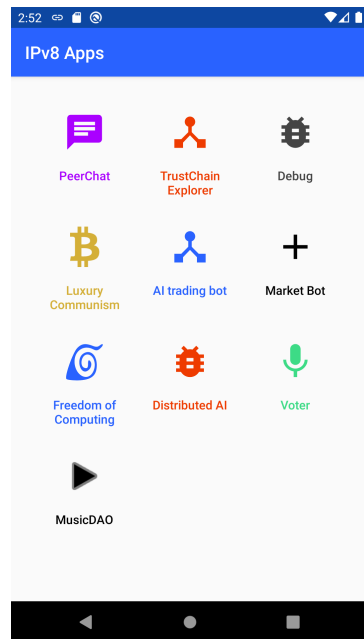 2:52
IPv8 Apps
PeerChat
TrustChain
Explorer
Debug
Luxury
Communism
AI trading bot
Market Bot
Freedom of
Computing
Distributed AI
Voter
MusicDAO